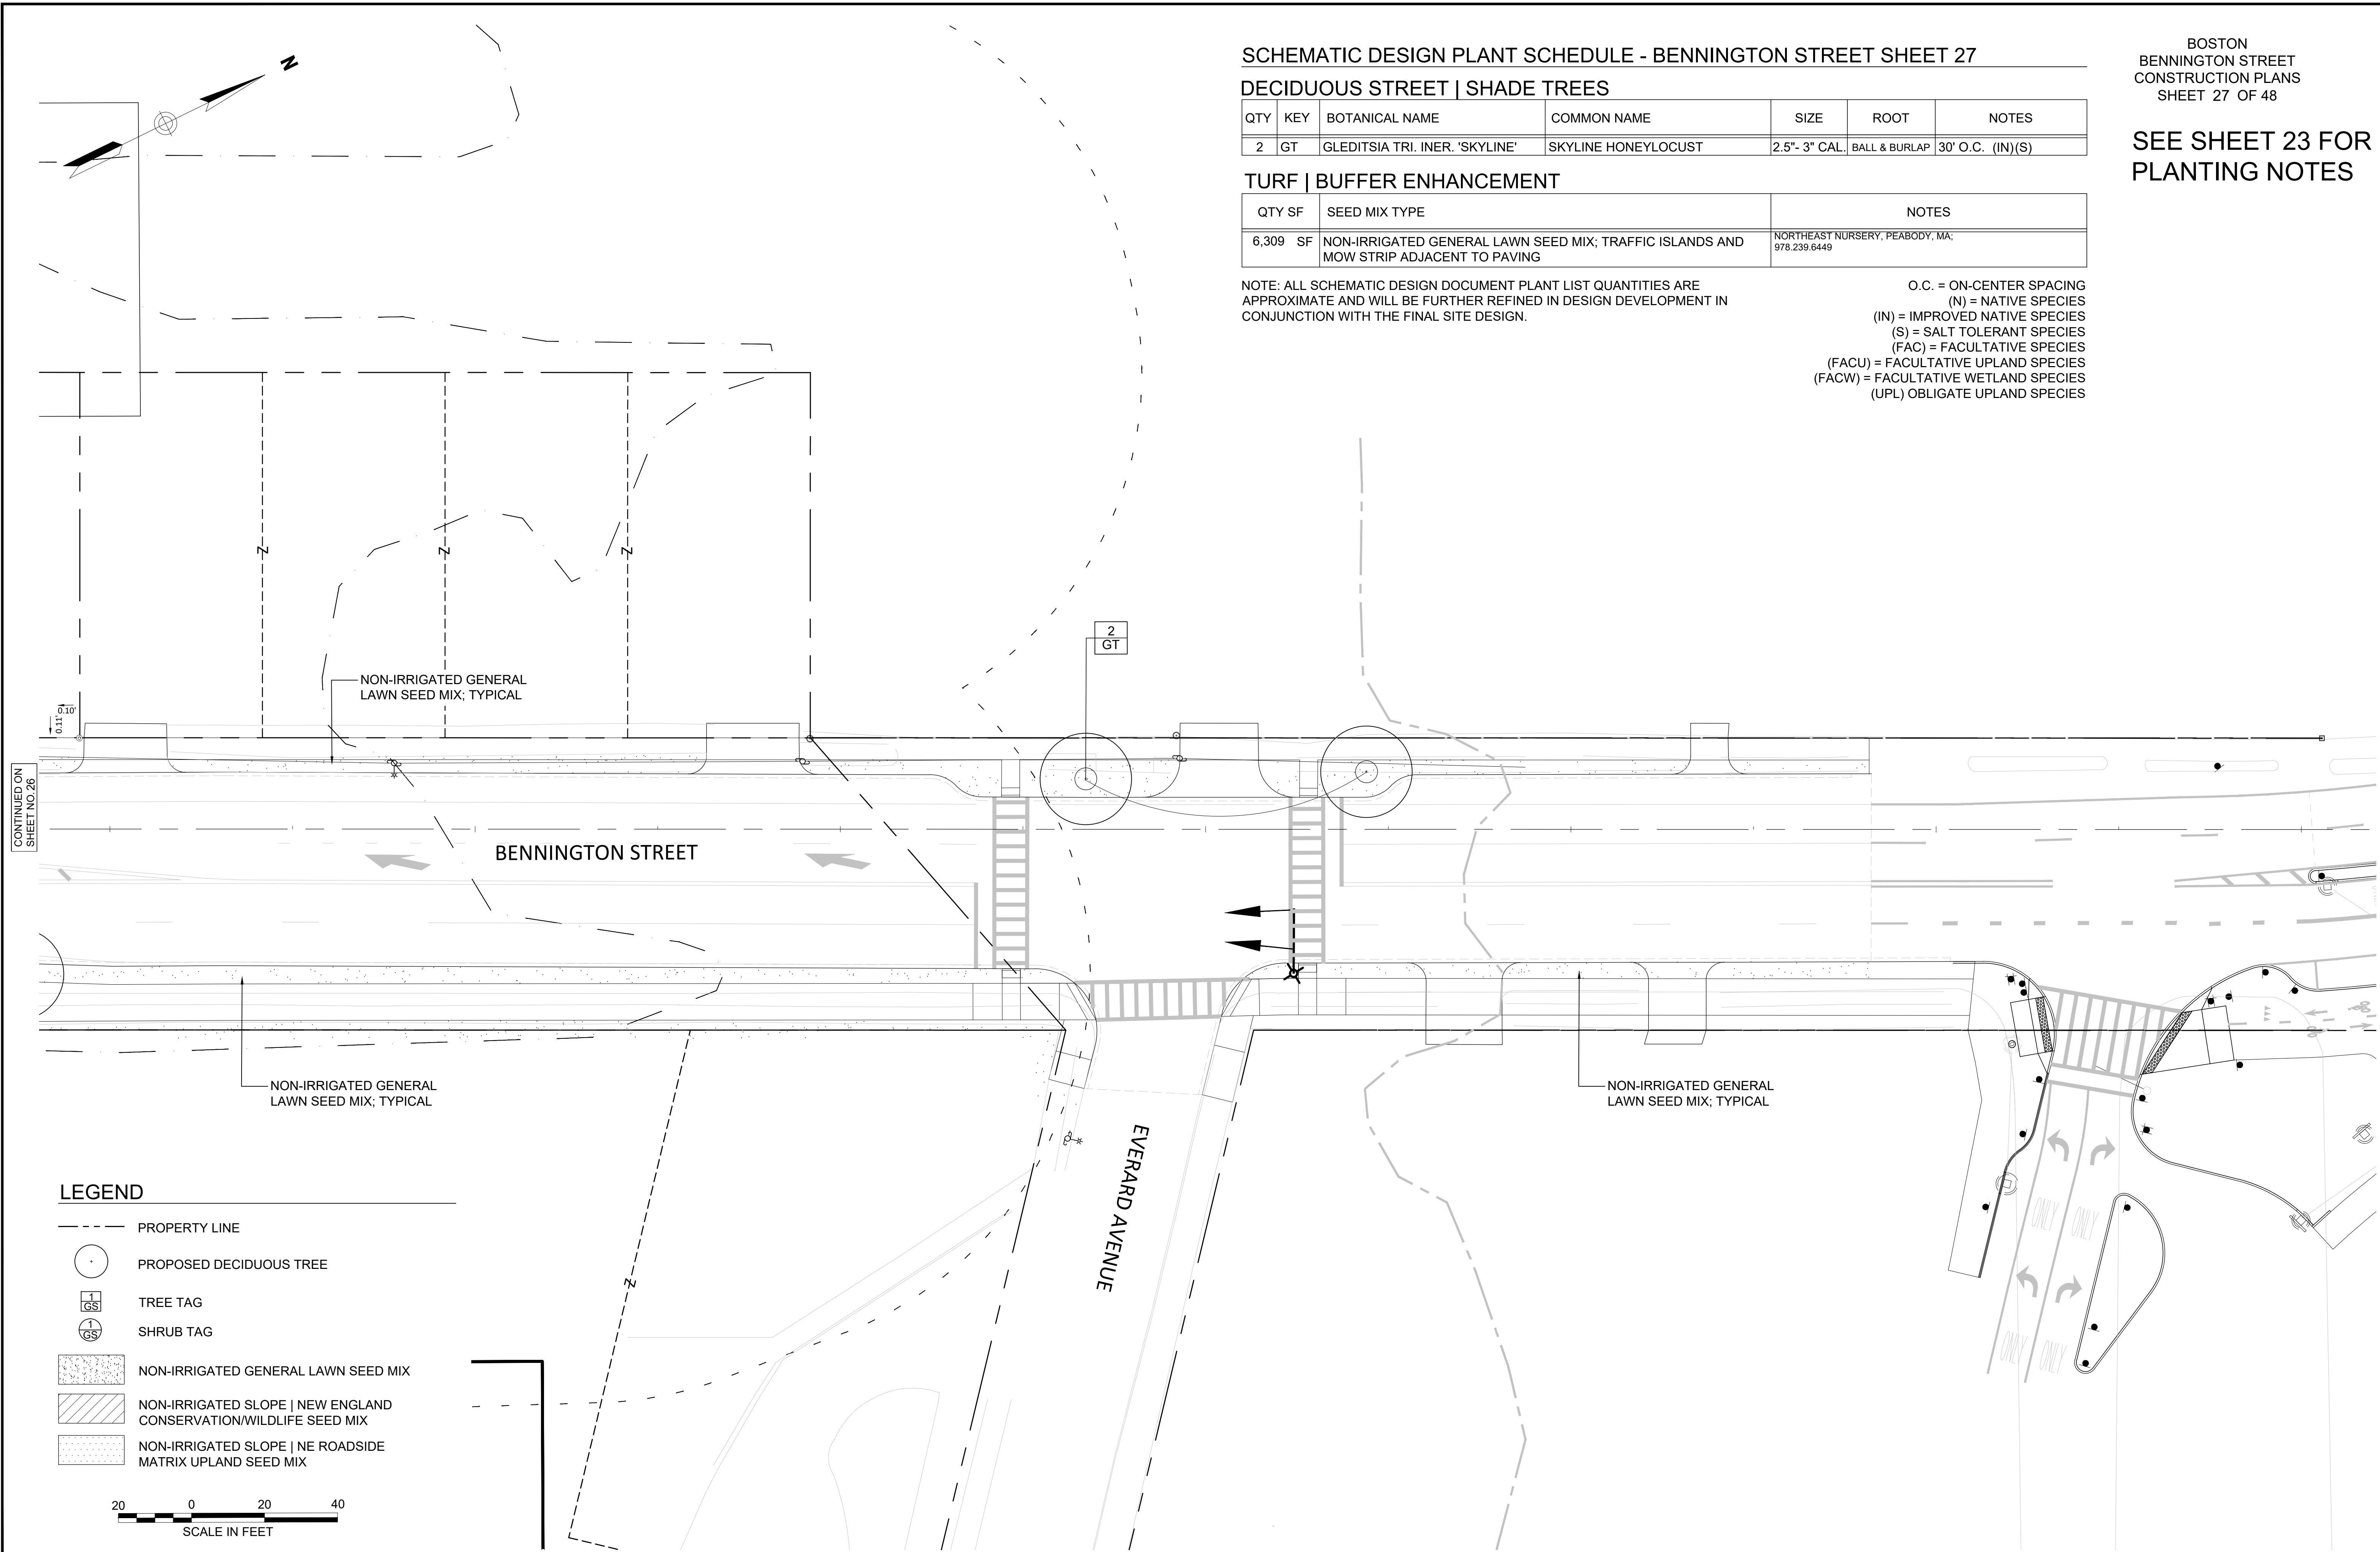 N
SCHEMATIC DESIGN PLANT SCHEDULE - BENNINGTON STREET SHEET 27
DECIDUOUS STREET | SHADE TREES
QTY KEY BOTANICAL NAME COMMON NAME SIZE ROOT NOTES
2 GT GLEDITSIA TRI. INER. 'SKYLINE' SKYLINE HONEYLOCUST 2.5"- 3" CAL. BALL & BURLAP 30' O.C. (IN)(S)
TURF | BUFFER ENHANCEMENT
QTY SF SEED MIX TYPE NOTES
6,309 SF NON-IRRIGATED GENERAL LAWN SEED MIX; TRAFFIC ISLANDS AND
MOW STRIP ADJACENT TO PAVING
NORTHEAST NURSERY, PEABODY, MA;
978.239.6449
NOTE: ALL SCHEMATIC DESIGN DOCUMENT PLANT LIST QUANTITIES ARE
APPROXIMATE AND WILL BE FURTHER REFINED IN DESIGN DEVELOPMENT IN
CONJUNCTION WITH THE FINAL SITE DESIGN.
O.C. = ON-CENTER SPACING
(N) = NATIVE SPECIES
(IN) = IMPROVED NATIVE SPECIES
(S) = SALT TOLERANT SPECIES
(FAC) = FACULTATIVE SPECIES
(FACU) = FACULTATIVE UPLAND SPECIES
(FACW) = FACULTATIVE WETLAND SPECIES
(UPL) OBLIGATE UPLAND SPECIES
BOSTON
BENNINGTON STREET
CONSTRUCTION PLANS
SHEET 27 OF 48
SEE SHEET 23 FOR
PLANTING NOTES
Z
Z
Z
2
GT
NON-IRRIGATED GENERAL
LAWN SEED MIX; TYPICAL
0.10'
0.11'
CONTINUED ON
SHEET NO.26
BENNINGTON STREET
NON-IRRIGATED GENERAL
LAWN SEED MIX; TYPICAL
NON-IRRIGATED GENERAL
LAWN SEED MIX; TYPICAL
EVERARD AVENUE
Z
ONLY
ONLY
ONLY
ONLY
LEGEND
PROPERTY LINE
PROPOSED DECIDUOUS TREE
1
GS
TREE TAG
1
GS
SHRUB TAG
NON-IRRIGATED GENERAL LAWN SEED MIX
NON-IRRIGATED SLOPE | NEW ENGLAND
CONSERVATION/WILDLIFE SEED MIX
NON-IRRIGATED SLOPE | NE ROADSIDE
MATRIX UPLAND SEED MIX
20 0 20 40
SCALE IN FEET